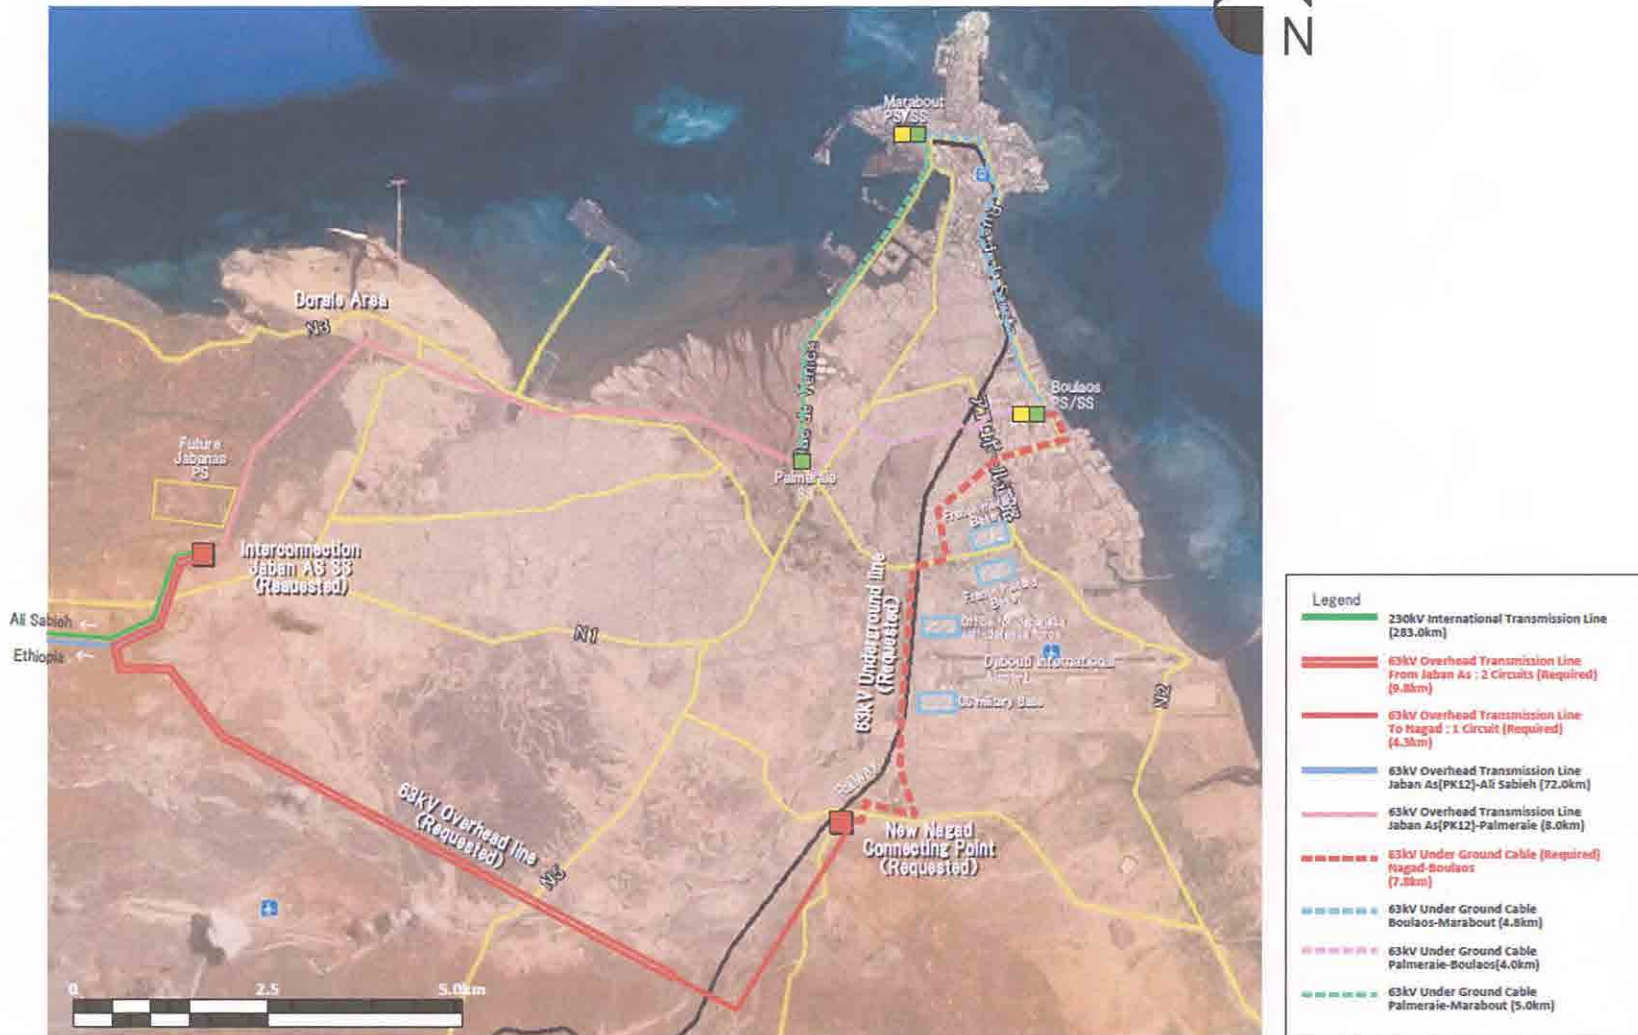 N
Marabout
PS/SS
Dorale Area
N3
Boulaos
PS/SS
Future
Jabanas
PS
Palmeraie
Interconnection
Jaban AS SS
(Requested)
Ali Sabieh
Ethiopia
N1
63kV Underground line
(Requested)
Djibouti International
US military Base
N2
Railway
63kV Overhead line
(Requested)
N5
New Nagad
Connecting Point
(Requested)
0 2.5 5.0km
Legend
230kV International Transmission Line
(283.0km)
63kV Overhead Transmission Line
From Jaban As : 2 Circuits (Required)
(9.8km)
63kV Overhead Transmission Line
To Nagad : 1 Circuit (Required)
(4.3km)
63kV Overhead Transmission Line
Jaban As(PK12)-Ali Sabieh (72.0km)
63kV Overhead Transmission Line
Jaban As(PK12)-Palmeraie (8.0km)
63kV Under Ground Cable (Required)
Nagad-Boulaos
(7.8km)
63kV Under Ground Cable
Boulaos-Marabout (4.8km)
63kV Under Ground Cable
Palmeraie-Boulaos(4.0km)
63kV Under Ground Cable
Palmeraie-Marabout (5.0km)